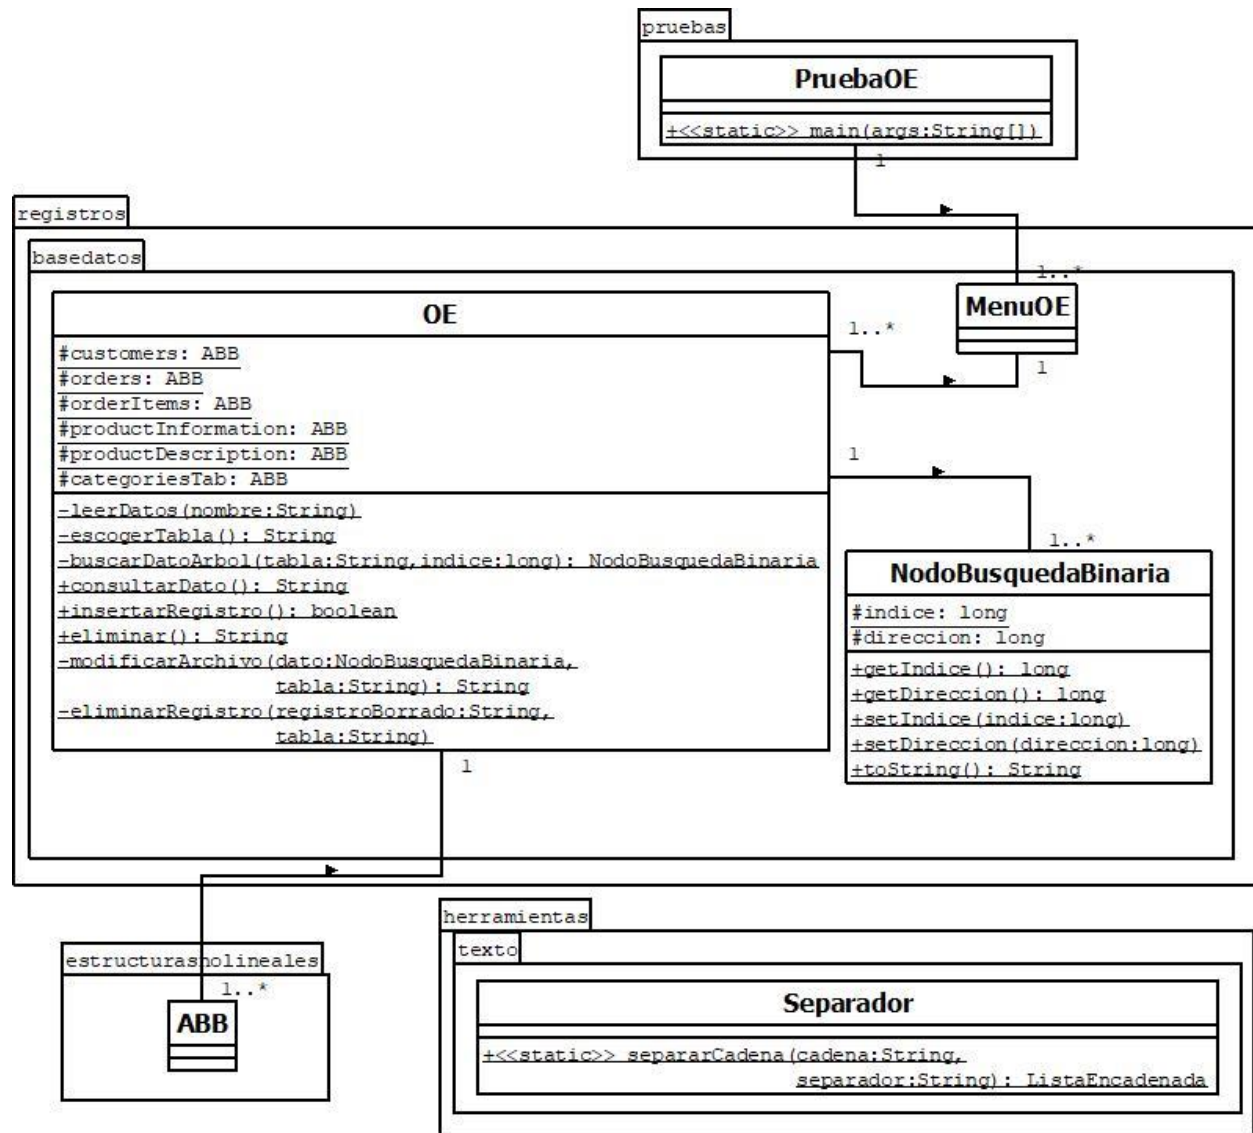 pruebas
PruebaOE
+<<static>> main(args:String[])
1
registros
basedatos
1..*
MenuOE
1
OE
1..*
#customers: ABB
#orders: ABB
#orderItems: ABB
#productInformation: ABB
#productDescription: ABB
#categoriesTab: ABB
1
-leerDatos(nombre:String)
-escogerTabla(): String
-buscarDatoArbol(tabla:String,indice:long): NodoBusquedaBinaria
+consultarDato(): String
+insertarRegistro(): boolean
+eliminar(): String
-modificarArchivo(dato:NodoBusquedaBinaria,
tabla:String): String
-eliminarRegistro(registroBorrado:String,
tabla:String)
1
1..*
NodoBusquedaBinaria
#indice: long
#direccion: long
+getIndice(): long
+getDireccion(): long
+setIndice(indice:long)
+setDireccion(direccion:long)
+toString(): String
estructurasnolineales
1..*
ABB
herramientas
texto
Separador
+<<static>> separarCadena(cadena:String,
separador:String): ListaEncadenada